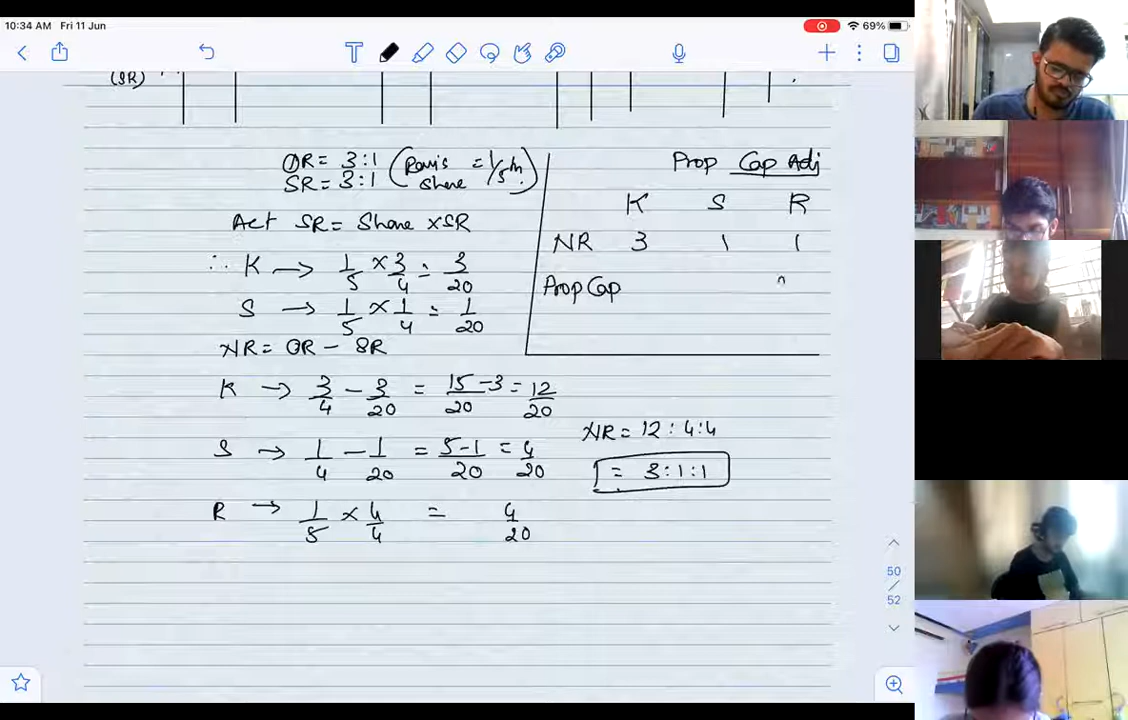 10:34 AM Fri 11 Jun
69%
T
(SR)
OR = 3:1 (Ravi's Share = 1/5th)
SR = 3:1
Act SR = Share x SR
∴ K → 1/5 x 3/4 = 3/20
S → 1/5 x 1/4 = 1/20
NR = OR - SR
K → 3/4 - 3/20 = 15-3/20 = 12/20
S → 1/4 - 1/20 = 5-1/20 = 4/20
R → 1/5 x 4/4 = 4/20
NR = 12:4:4
= 3:1:1
Prop Cap Adj
K S R
NR 3 1 1
Prop Cap
50
/
52